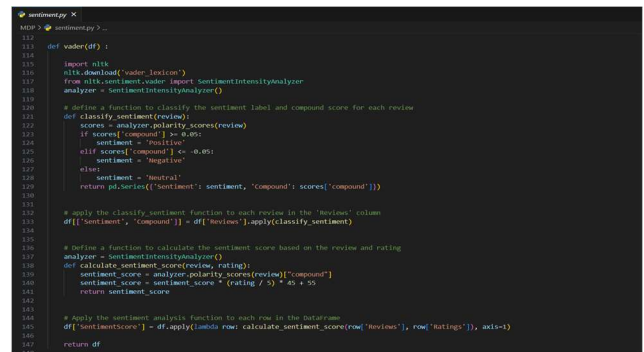 sentiment.py ×
MDP > sentiment.py > ...
112
113 def vader(df) :
114
115     import nltk
116     nltk.download('vader_lexicon')
117     from nltk.sentiment.vader import SentimentIntensityAnalyzer
118     analyzer = SentimentIntensityAnalyzer()
119
120     # define a function to classify the sentiment label and compound score for each review
121     def classify_sentiment(review):
122         scores = analyzer.polarity_scores(review)
123         if scores['compound'] >= 0.05:
124             sentiment = 'Positive'
125         elif scores['compound'] <= -0.05:
126             sentiment = 'Negative'
127         else:
128             sentiment = 'Neutral'
129         return pd.Series({'Sentiment': sentiment, 'Compound': scores['compound']})
130
131
132     # apply the classify_sentiment function to each review in the 'Reviews' column
133     df[['Sentiment', 'Compound']] = df['Reviews'].apply(classify_sentiment)
134
135
136     # Define a function to calculate the sentiment score based on the review and rating
137     analyzer = SentimentIntensityAnalyzer()
138     def calculate_sentiment_score(review, rating):
139         sentiment_score = analyzer.polarity_scores(review)["compound"]
140         sentiment_score = sentiment_score * (rating / 5) * 45 + 55
141         return sentiment_score
142
143
144     # Apply the sentiment analysis function to each row in the DataFrame
145     df['SentimentScore'] = df.apply(lambda row: calculate_sentiment_score(row['Reviews'], row['Ratings']), axis=1)
146
147     return df